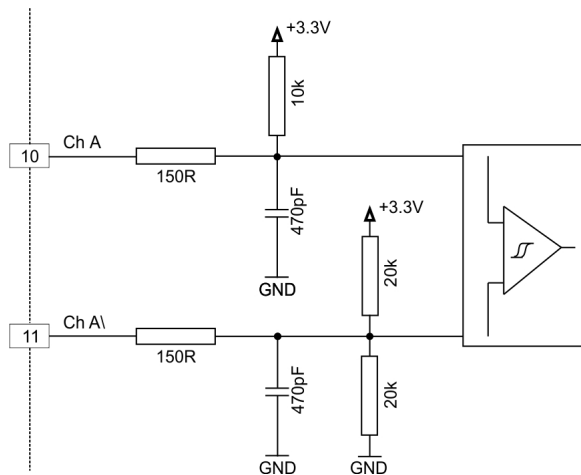 +3.3V
10k
10
Ch A
150R
470pF
+3.3V
GND
20k
11
Ch A\
150R
470pF
20k
GND
GND